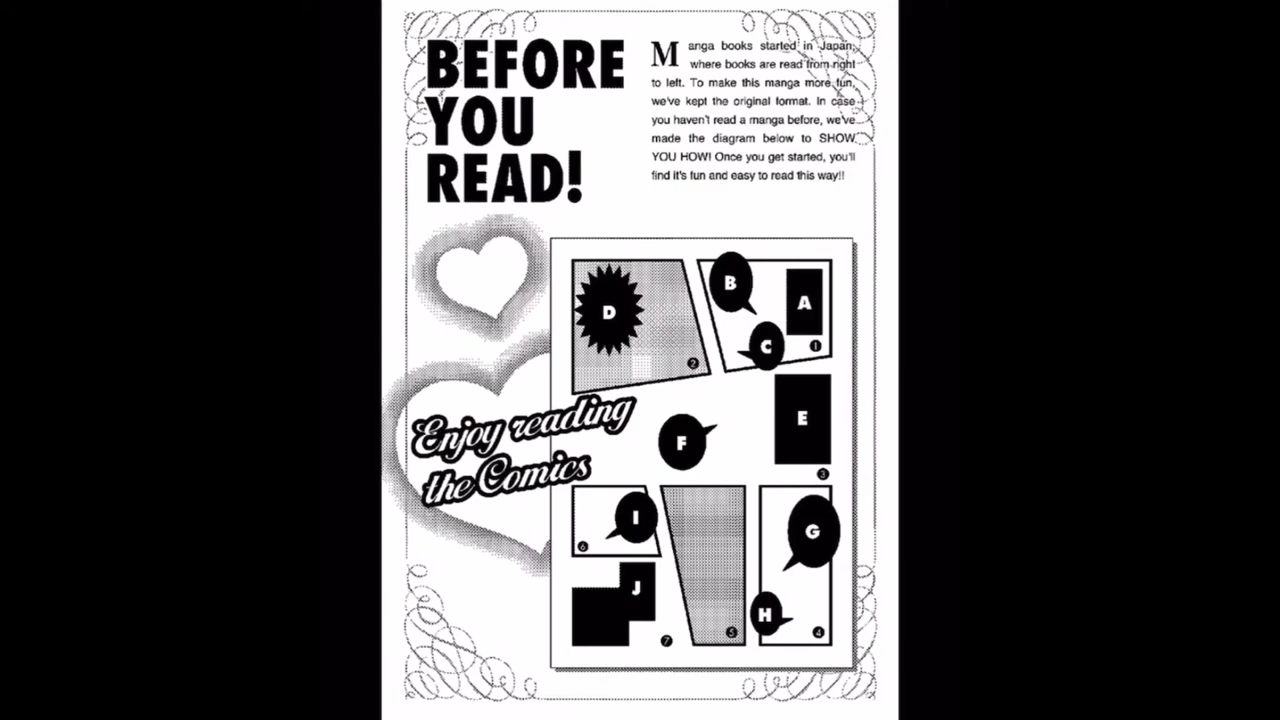 BEFORE
YOU
READ!
Manga books started in Japan,
where books are read from right
to left. To make this manga more fun,
we've kept the original format. In case
you haven't read a manga before, we've
made the diagram below to SHOW
YOU HOW! Once you get started, you'll
find it's fun and easy to read this way!!
B
A
D
C
1
2
E
F
3
Enjoy reading
the Comics
I
G
6
J
H
5
4
7